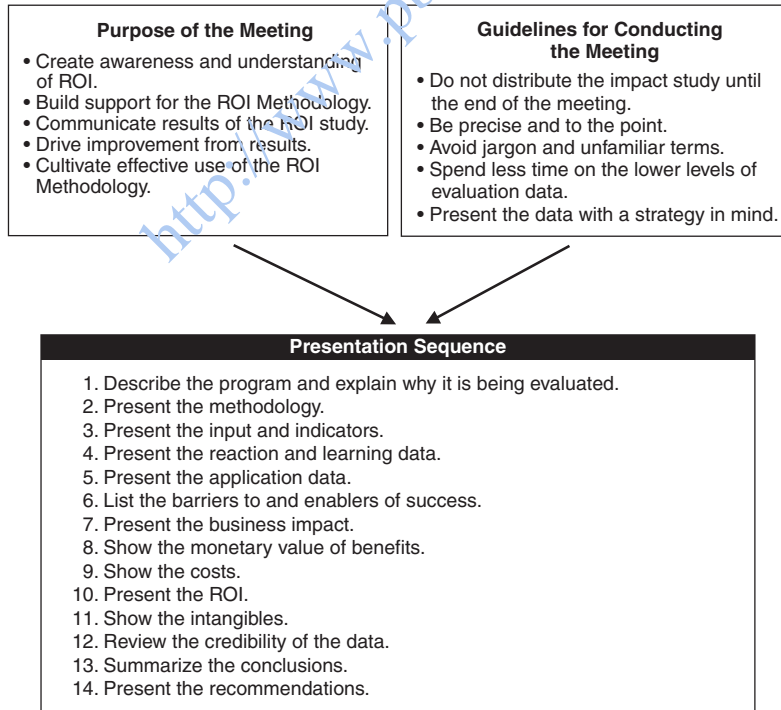 Purpose of the Meeting
• Create awareness and understanding
of ROI.
• Build support for the ROI Methodology.
• Communicate results of the ROI study.
• Drive improvement from results.
• Cultivate effective use of the ROI
Methodology.
Guidelines for Conducting
the Meeting
• Do not distribute the impact study until
the end of the meeting.
• Be precise and to the point.
• Avoid jargon and unfamiliar terms.
• Spend less time on the lower levels of
evaluation data.
• Present the data with a strategy in mind.
http://www.p
Presentation Sequence
1. Describe the program and explain why it is being evaluated.
2. Present the methodology.
3. Present the input and indicators.
4. Present the reaction and learning data.
5. Present the application data.
6. List the barriers to and enablers of success.
7. Present the business impact.
8. Show the monetary value of benefits.
9. Show the costs.
10. Present the ROI.
11. Show the intangibles.
12. Review the credibility of the data.
13. Summarize the conclusions.
14. Present the recommendations.